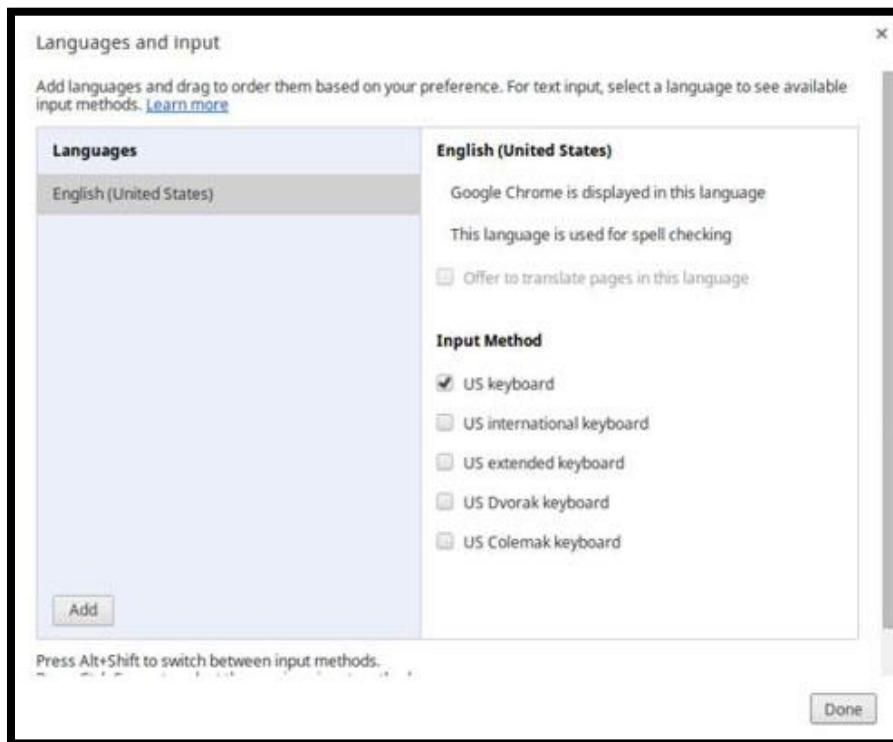 Languages and input
×
Add languages and drag to order them based on your preference. For text input, select a language to see available
input methods. Learn more
Languages
English (United States)
Add
English (United States)
Google Chrome is displayed in this language
This language is used for spell checking
Offer to translate pages in this language
Input Method
US keyboard
US international keyboard
US extended keyboard
US Dvorak keyboard
US Colemak keyboard
Press Alt+Shift to switch between input methods.
Done